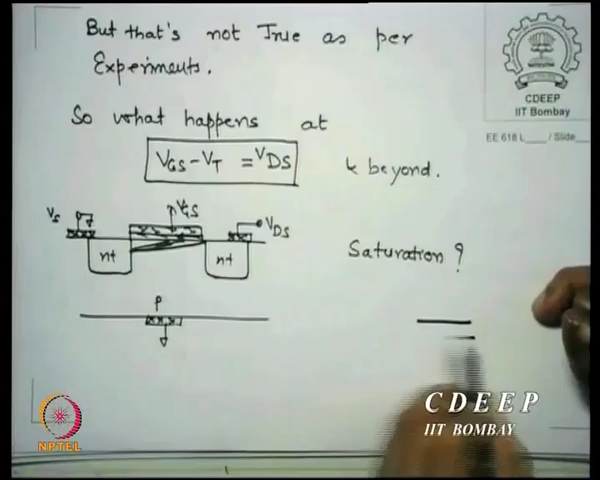 But that's not True as per
Experiments.
So what happens at
VGS - VT = VDS & beyond.
VS
VGS
VDS
n+
n+
Saturation ?
P
CDEEP
IIT Bombay
EE 618 L___ / Slide
CDEEP
IIT BOMBAY
NPTEL